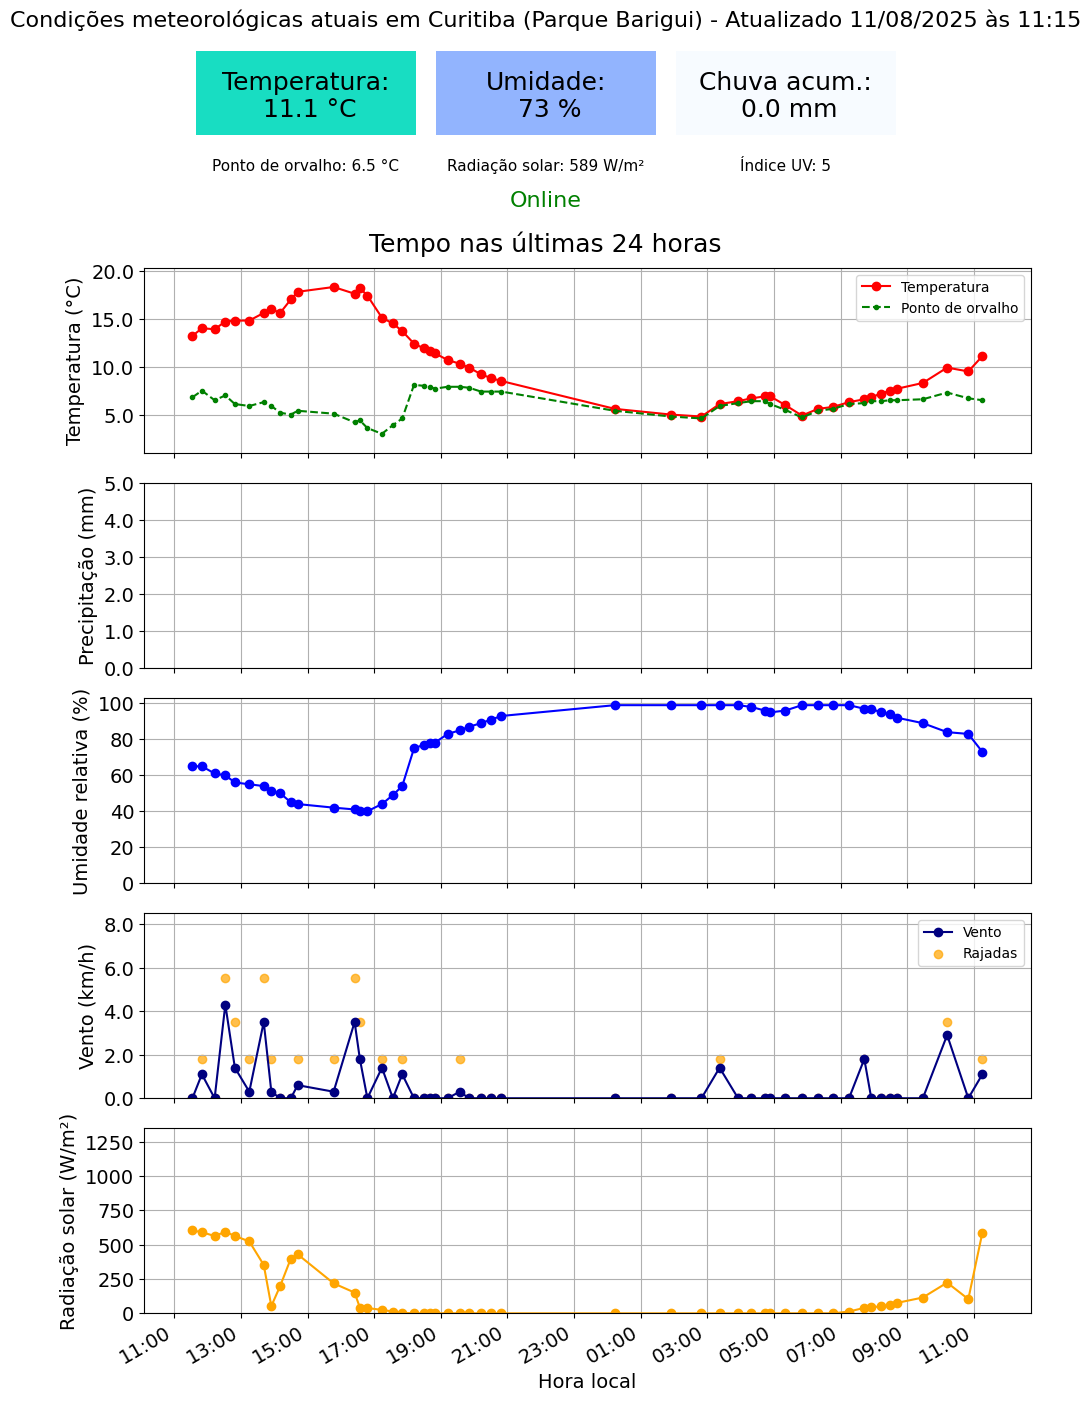 Condições meteorológicas atuais em Curitiba (Parque Barigui) - Atualizado 11/08/2025 às 11:15
Temperatura:
11.1 °C
Umidade:
73 %
Chuva acum.:
0.0 mm
Ponto de orvalho: 6.5 °C
Radiação solar: 589 W/m²
Índice UV: 5
Online
Tempo nas últimas 24 horas
Temperatura (°C)
20.0
15.0
10.0
5.0
Temperatura
Ponto de orvalho
Precipitação (mm)
5.0
4.0
3.0
2.0
1.0
0.0
Umidade relativa (%)
100
80
60
40
20
0
Vento (km/h)
8.0
6.0
4.0
2.0
0.0
Vento
Rajadas
Radiação solar (W/m²)
1250
1000
750
500
250
0
11:00
13:00
15:00
17:00
19:00
21:00
23:00
01:00
03:00
05:00
07:00
09:00
11:00
Hora local